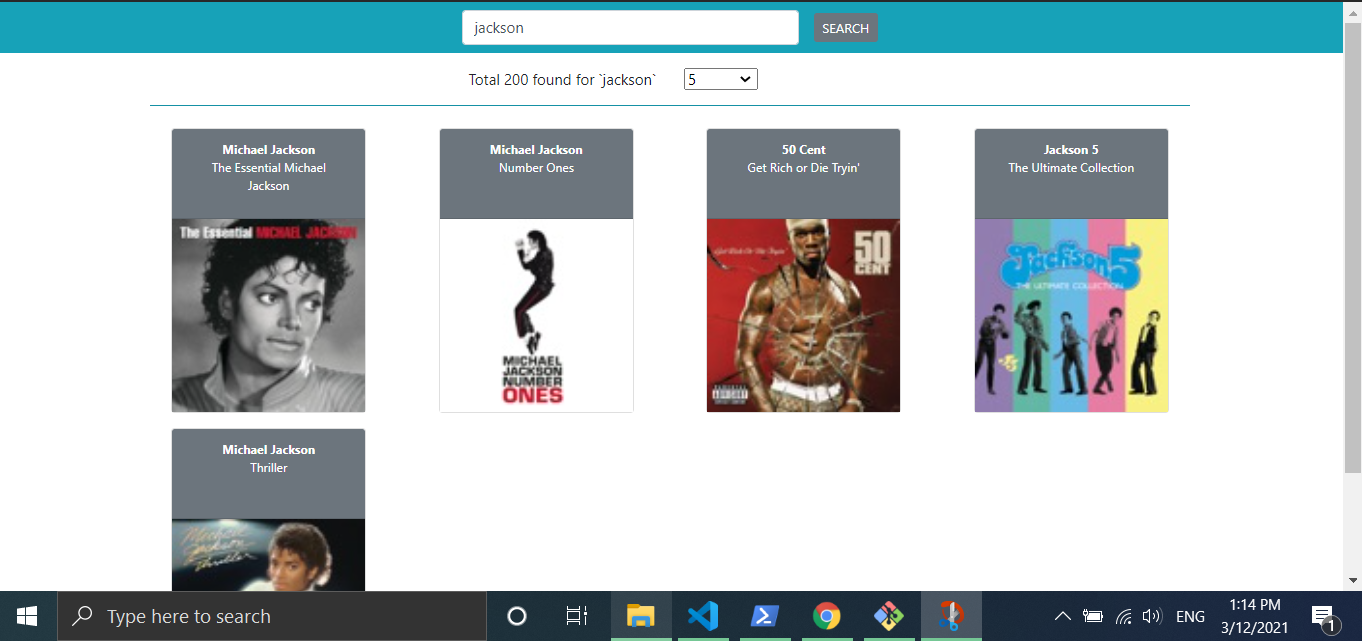 jackson
SEARCH
Total 200 found for `jackson`
5
Michael Jackson
The Essential Michael
Jackson
The Essential MICHAEL JACKSON
Michael Jackson
Number Ones
MICHAEL
JACKSON
NUMBER
ONES
50 Cent
Get Rich or Die Tryin'
Get Rich or Die Tryin'
50
CENT
Jackson 5
The Ultimate Collection
Jackson 5
THE ULTIMATE COLLECTION
Michael Jackson
Thriller
Michael
Jackson
Thriller
Type here to search
ENG
1:14 PM
3/12/2021
1